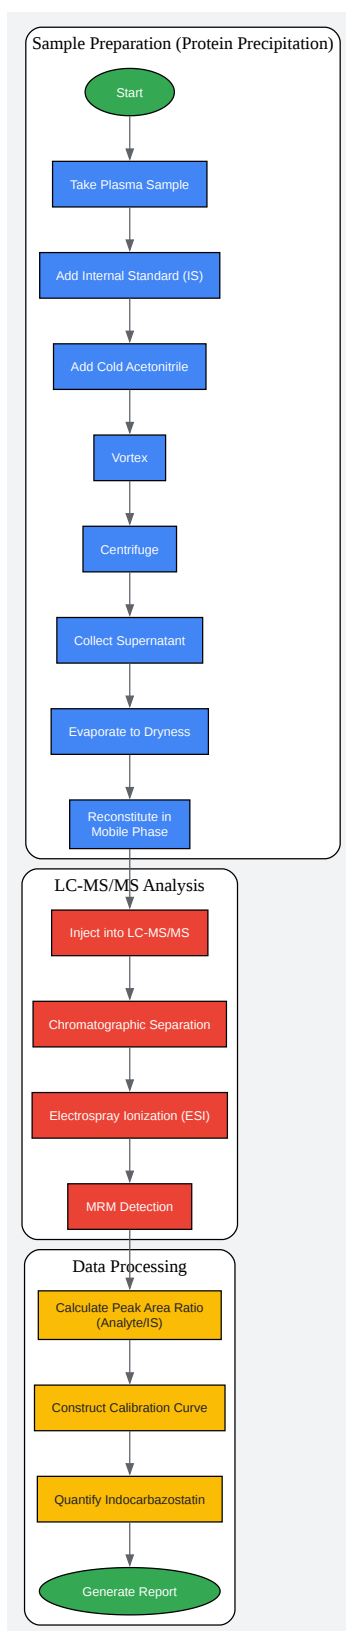 Sample Preparation (Protein Precipitation)
Start
Take Plasma Sample
Add Internal Standard (IS)
Add Cold Acetonitrile
Vortex
Centrifuge
Collect Supernatant
Evaporate to Dryness
Reconstitute in
Mobile Phase
LC-MS/MS Analysis
Inject into LC-MS/MS
Chromatographic Separation
Electrospray Ionization (ESI)
MRM Detection
Data Processing
Calculate Peak Area Ratio
(Analyte/IS)
Construct Calibration Curve
Quantify Indocarbazostatin
Generate Report